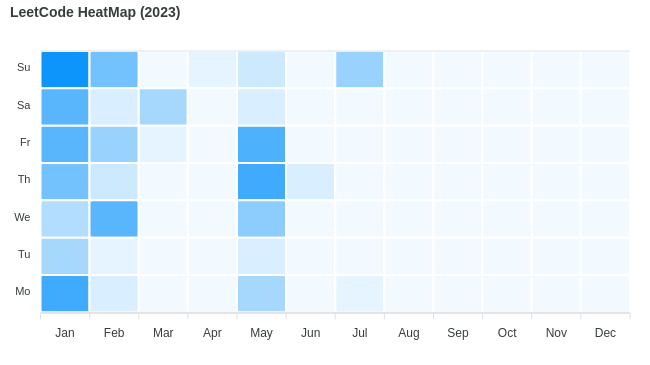 LeetCode HeatMap (2023)
Su
Sa
Fr
Th
We
Tu
Mo
Jan Feb Mar Apr May Jun Jul Aug Sep Oct Nov Dec